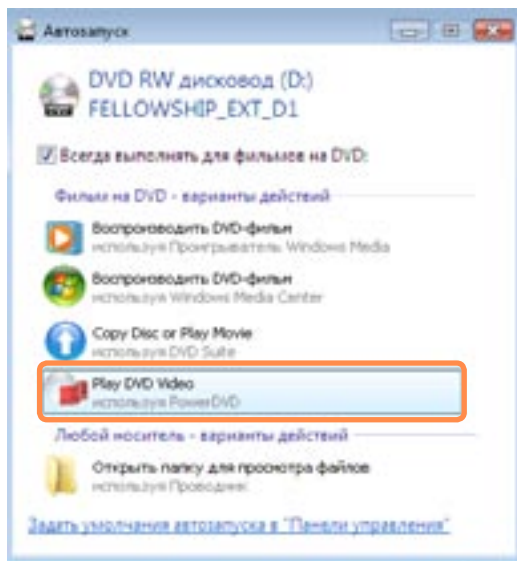 Автозапуск
DVD RW дисковод (D:)
FELLOWSHIP_EXT_D1
Всегда выполнять для фильмов на DVD:
Фильм на DVD - варианты действий
Воспроизводить DVD-фильм
используя Проигрыватель Windows Media
Воспроизводить DVD-фильм
используя Windows Media Center
Copy Disc or Play Movie
используя DVD Suite
Play DVD Video
используя PowerDVD
Любой носитель - варианты действий
Открыть папку для просмотра файлов
используя Проводник
Задать умолчания автозапуска в "Панели управления"